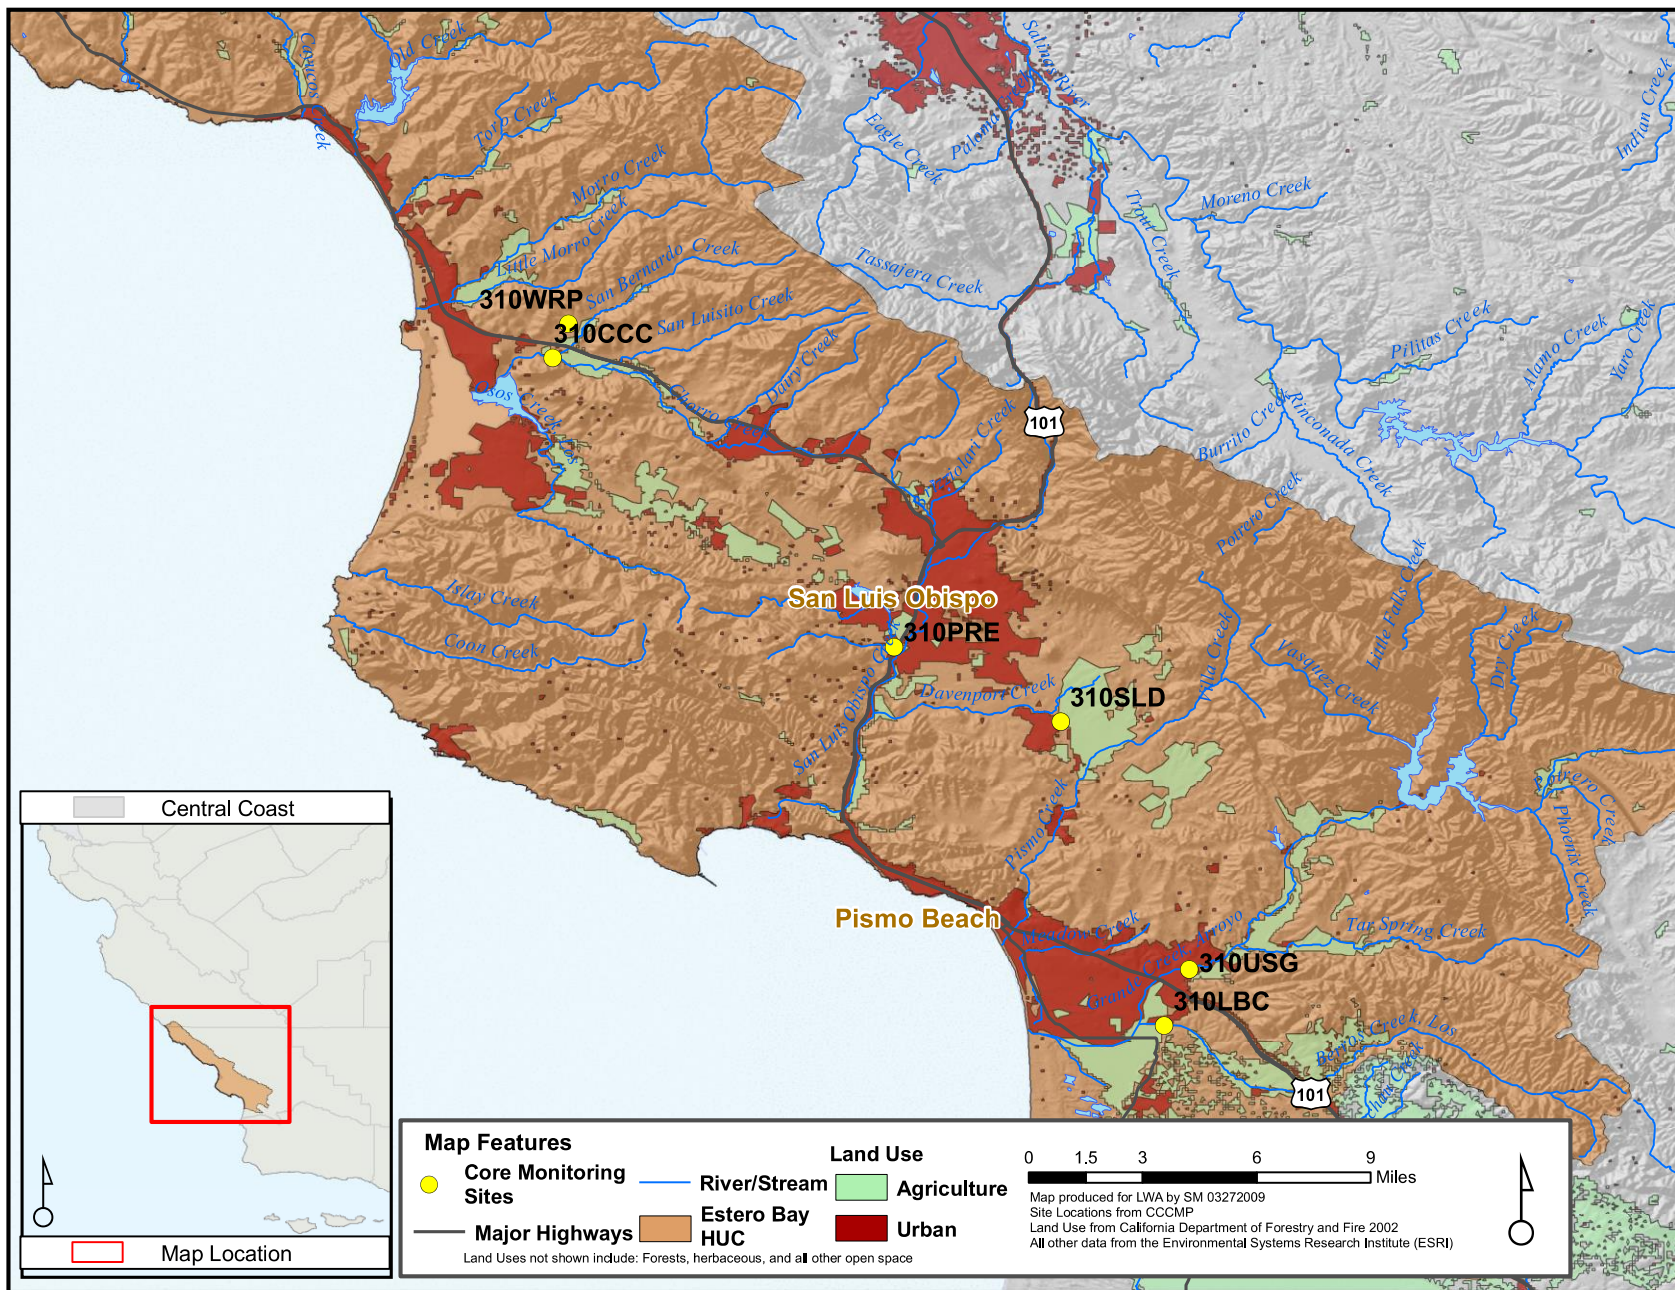 Cayucos Creek
Old Creek
Toro Creek
Morro Creek
Little Morro Creek
San Bernardo Creek
San Luisito Creek
Dairy Creek
Chorro Creek
Osos Creek, Los
Salinas River
Eagle Creek
Paloma Creek
Trout Creek
Moreno Creek
Indian Creek
Tassajera Creek
Pilitas Creek
Alamo Creek
Yaro Creek
Burrito Creek
Rinconada Creek
Potrero Creek
Little Falls Creek
Dry Creek
Vasquez Creek
Villa Creek
Islay Creek
Coon Creek
San Luis Obispo Creek
Davenport Creek
Pismo Creek
Potrero Creek
Phoenix Creek
Meadow Creek
Grande Creek, Arroyo
Tar Spring Creek
Berros Creek, Los
310WRP
310CCC
101
San Luis Obispo
310PRE
310SLD
Pismo Beach
310USG
310LBC
101
Central Coast
Map Location
Map Features
Core Monitoring
Sites
Major Highways
River/Stream
Estero Bay
HUC
Land Use
Agriculture
Urban
Land Uses not shown include: Forests, herbaceous, and all other open space
0 1.5 3 6 9
Miles
Map produced for LWA by SM 03272009
Site Locations from CCCMP
Land Use from California Department of Forestry and Fire 2002
All other data from the Environmental Systems Research Institute (ESRI)